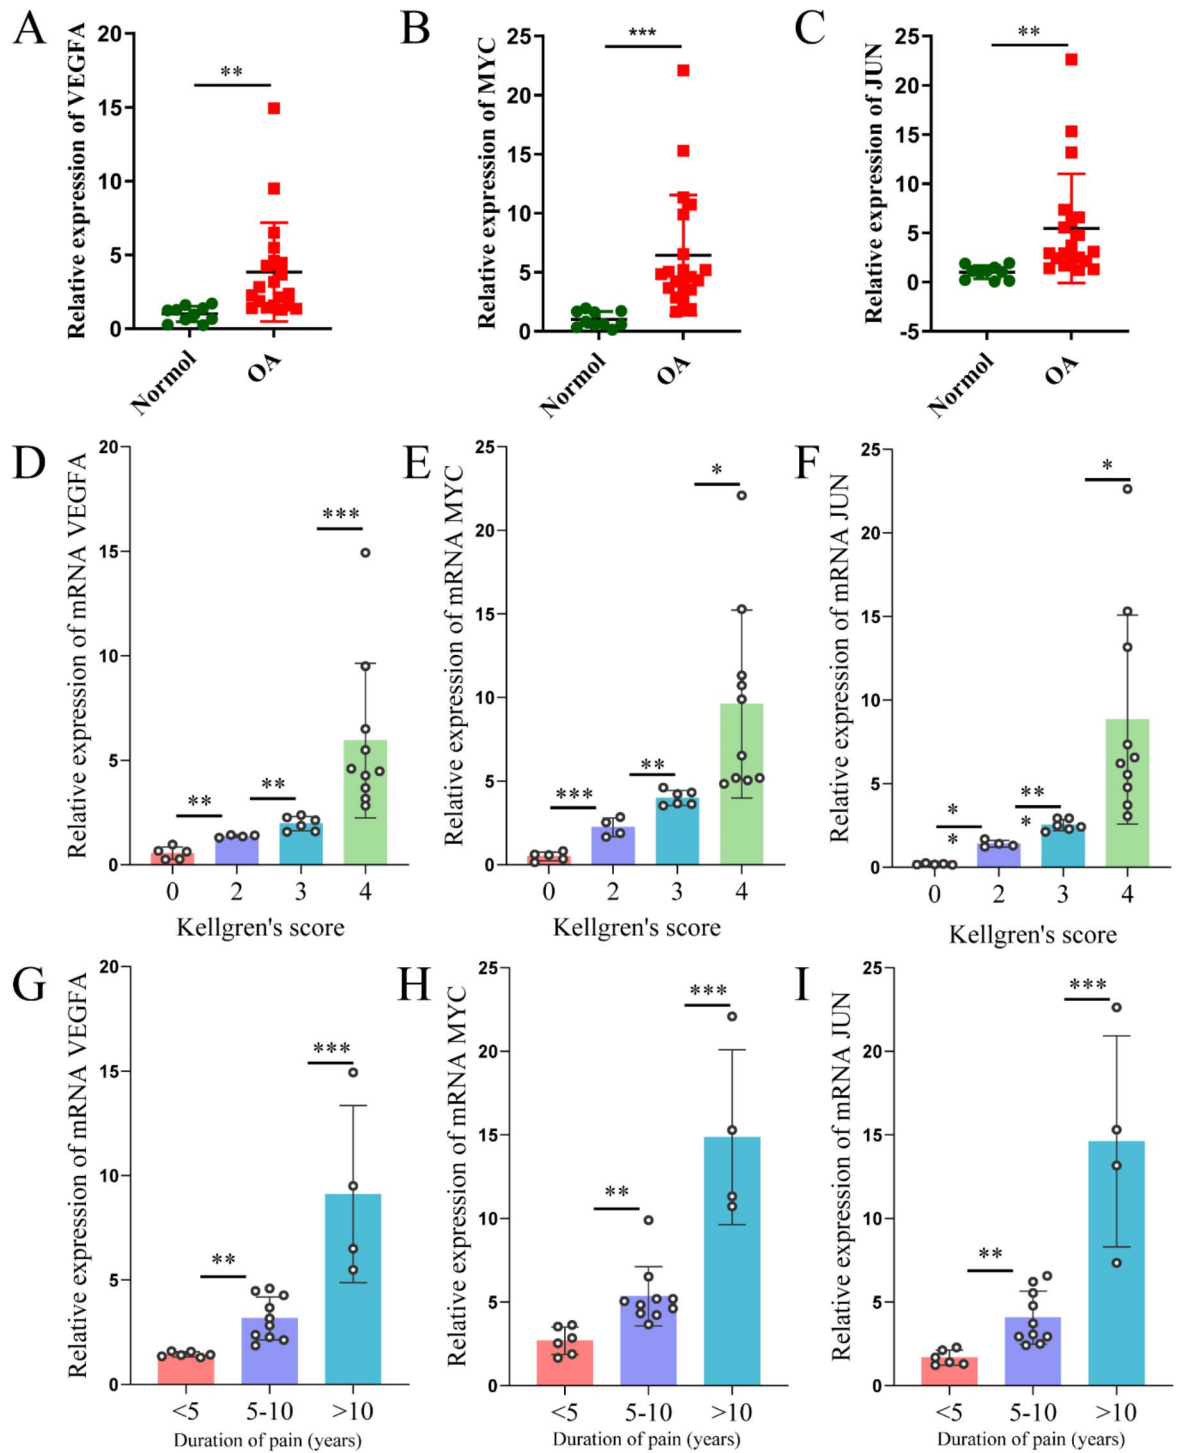 A
Relative expression of VEGFA
20
15
10
5
0
**
Normol
OA
B
Relative expression of MYC
25
20
15
10
5
0
***
Normol
OA
C
Relative expression of JUN
25
20
15
10
5
0
-5
**
Normol
OA
D
Relative expression of mRNA VEGFA
20
15
10
5
0
**
**
***
0 2 3 4
Kellgren's score
E
Relative expression of mRNA MYC
25
20
15
10
5
0
***
**
*
0 2 3 4
Kellgren's score
F
Relative expression of mRNA JUN
25
20
15
10
5
0
*
*
**
*
*
0 2 3 4
Kellgren's score
G
Relative expression of mRNA VEGFA
20
15
10
5
0
**
***
<5 5-10 >10
Duration of pain (years)
H
Relative expression of mRNA MYC
25
20
15
10
5
0
**
***
<5 5-10 >10
Duration of pain (years)
I
Relative expression of mRNA JUN
25
20
15
10
5
0
**
***
<5 5-10 >10
Duration of pain (years)